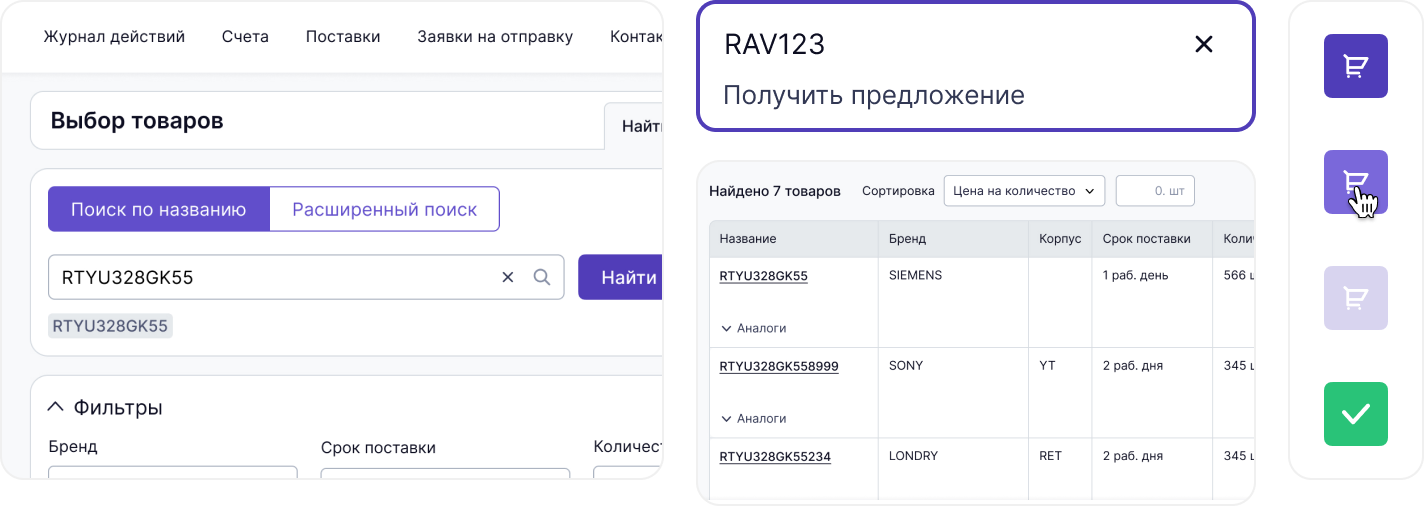 Журнал действий Счета Поставки Заявки на отправку Контак
Выбор товаров
Найти
Поиск по названию Расширенный поиск
RTYU328GK55
Найти
RTYU328GK55
Фильтры
Бренд Срок поставки Количес
RAV123
Получить предложение
Найдено 7 товаров Сортировка Цена на количество 0. шт
Название Бренд Корпус Срок поставки Коли
RTYU328GK55 SIEMENS 1 раб. день 566
Аналоги
RTYU328GK558999 SONY YT 2 раб. дня 345
Аналоги
RTYU328GK55234 LONDRY RET 2 раб. дня 345